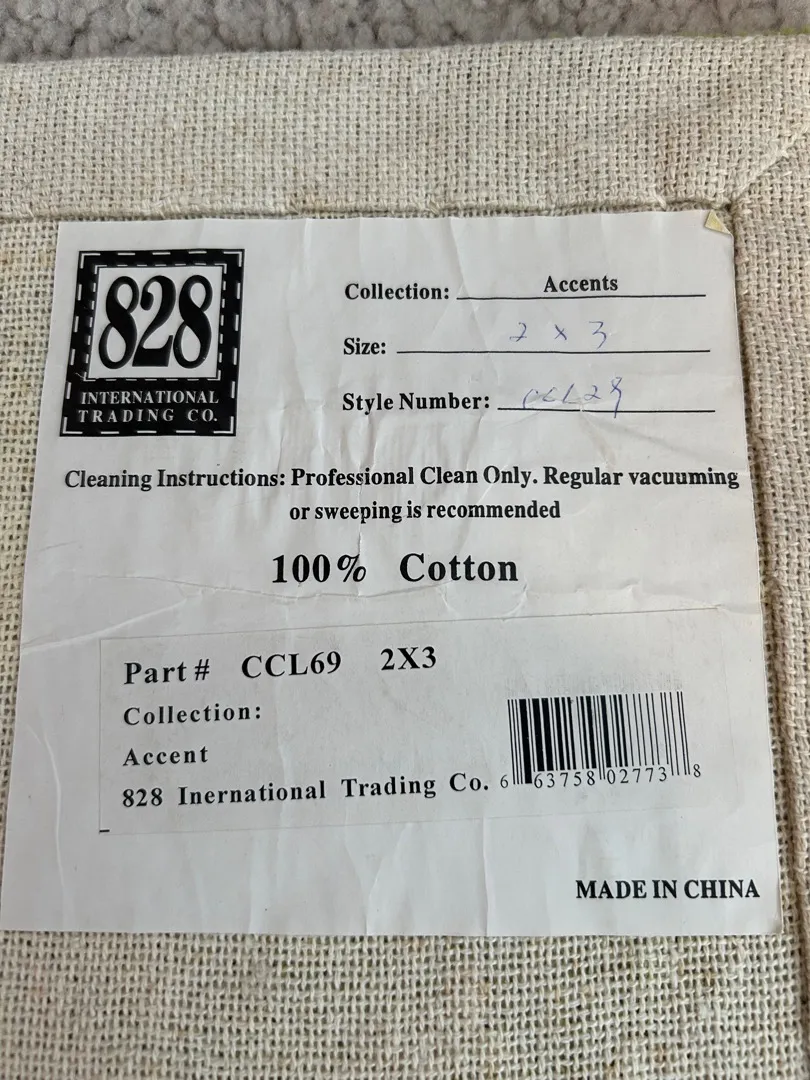 828
INTERNATIONAL
TRADING CO.
Collection: Accents
Size: 2 x 3
Style Number:
Cleaning Instructions: Professional Clean Only. Regular vacuuming
or sweeping is recommended
100% Cotton
Part # CCL69 2X3
Collection:
Accent
828 Inernational Trading Co.
6 63758 02773 8
MADE IN CHINA